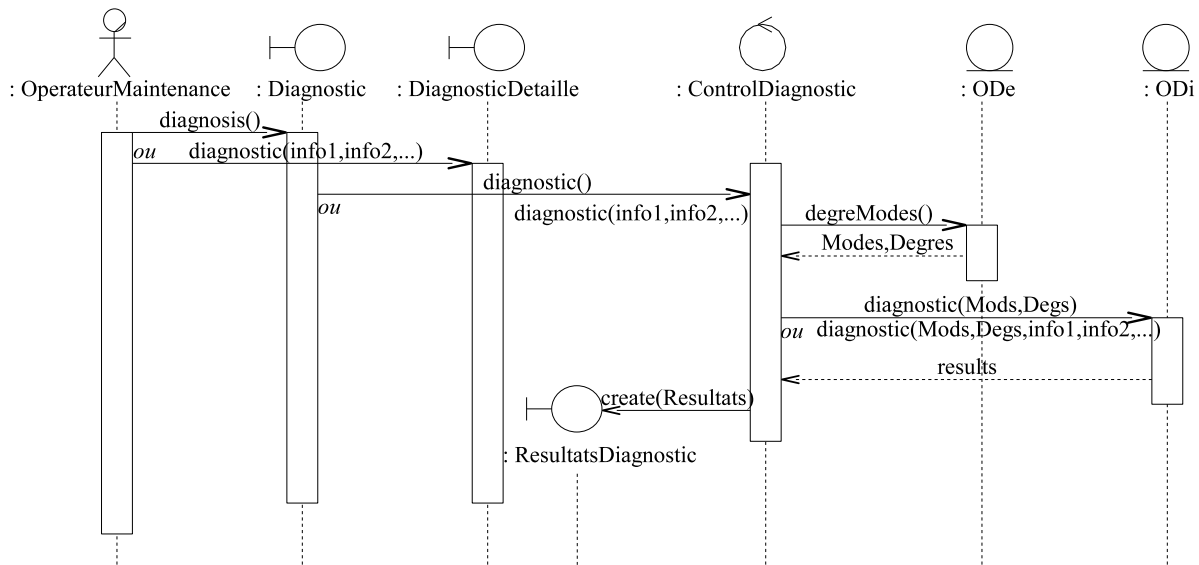 : OperateurMaintenance : Diagnostic : DiagnosticDetaille : ControlDiagnostic : ODe : ODi
diagnosis()
ou diagnostic(info1,info2,...)
diagnostic()
ou diagnostic(info1,info2,...)
degreModes()
Modes,Degres
diagnostic(Mods,Degs)
ou diagnostic(Mods,Degs,info1,info2,...)
results
create(Resultats)
: ResultatsDiagnostic